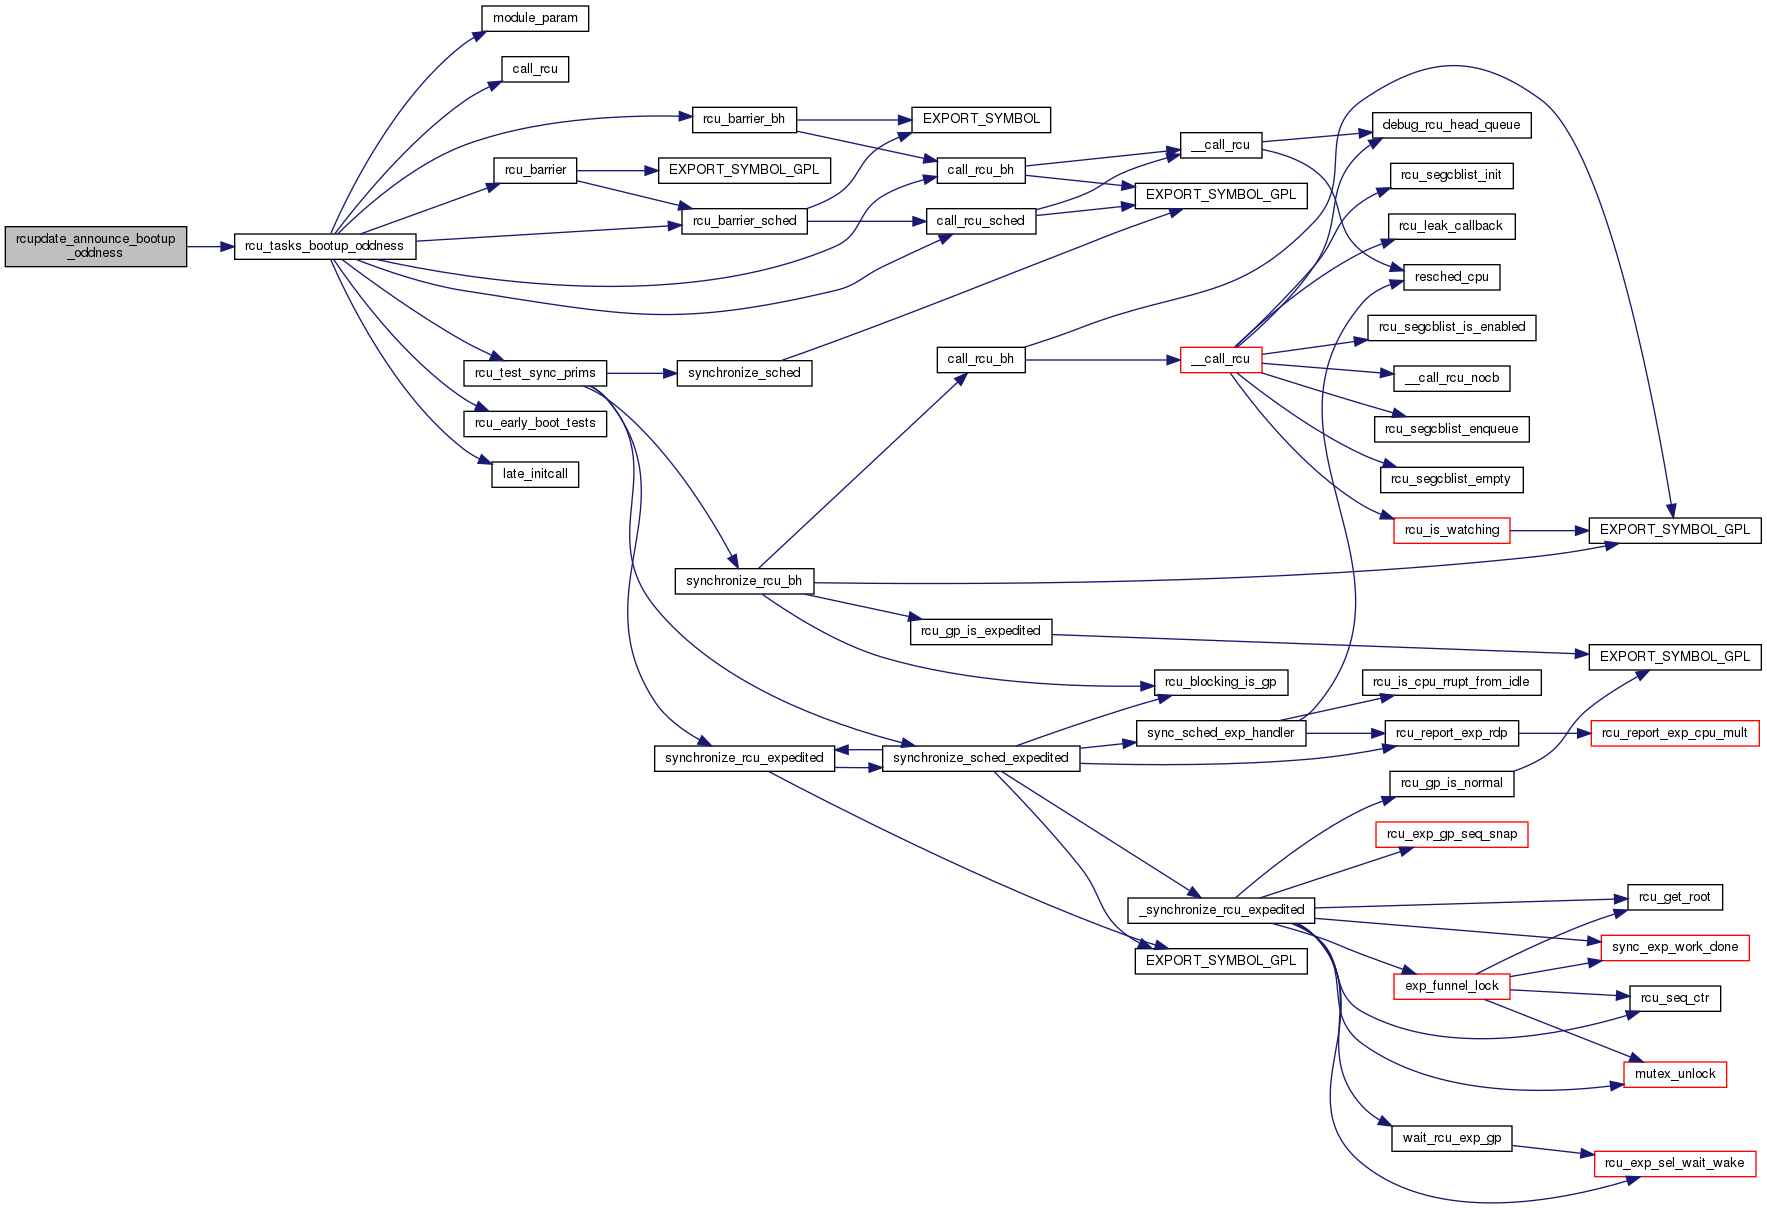 module_param
call_rcu
rcu_barrier_bh
EXPORT_SYMBOL
debug_rcu_head_queue
__call_rcu
rcu_barrier
EXPORT_SYMBOL_GPL
call_rcu_bh
rcu_segcblist_init
EXPORT_SYMBOL_GPL
rcu_barrier_sched
call_rcu_sched
rcu_leak_callback
rcupdate_announce_bootup
_oddness
rcu_tasks_bootup_oddness
resched_cpu
rcu_segcblist_is_enabled
call_rcu_bh
__call_rcu
rcu_test_sync_prims
synchronize_sched
__call_rcu_nocb
rcu_early_boot_tests
rcu_segcblist_enqueue
late_initcall
rcu_segcblist_empty
rcu_is_watching
EXPORT_SYMBOL_GPL
synchronize_rcu_bh
rcu_gp_is_expedited
EXPORT_SYMBOL_GPL
rcu_blocking_is_gp
rcu_is_cpu_rrupt_from_idle
sync_sched_exp_handler
rcu_report_exp_rdp
rcu_report_exp_cpu_mult
synchronize_rcu_expedited
synchronize_sched_expedited
rcu_gp_is_normal
rcu_exp_gp_seq_snap
rcu_get_root
_synchronize_rcu_expedited
sync_exp_work_done
EXPORT_SYMBOL_GPL
exp_funnel_lock
rcu_seq_ctr
mutex_unlock
wait_rcu_exp_gp
rcu_exp_sel_wait_wake